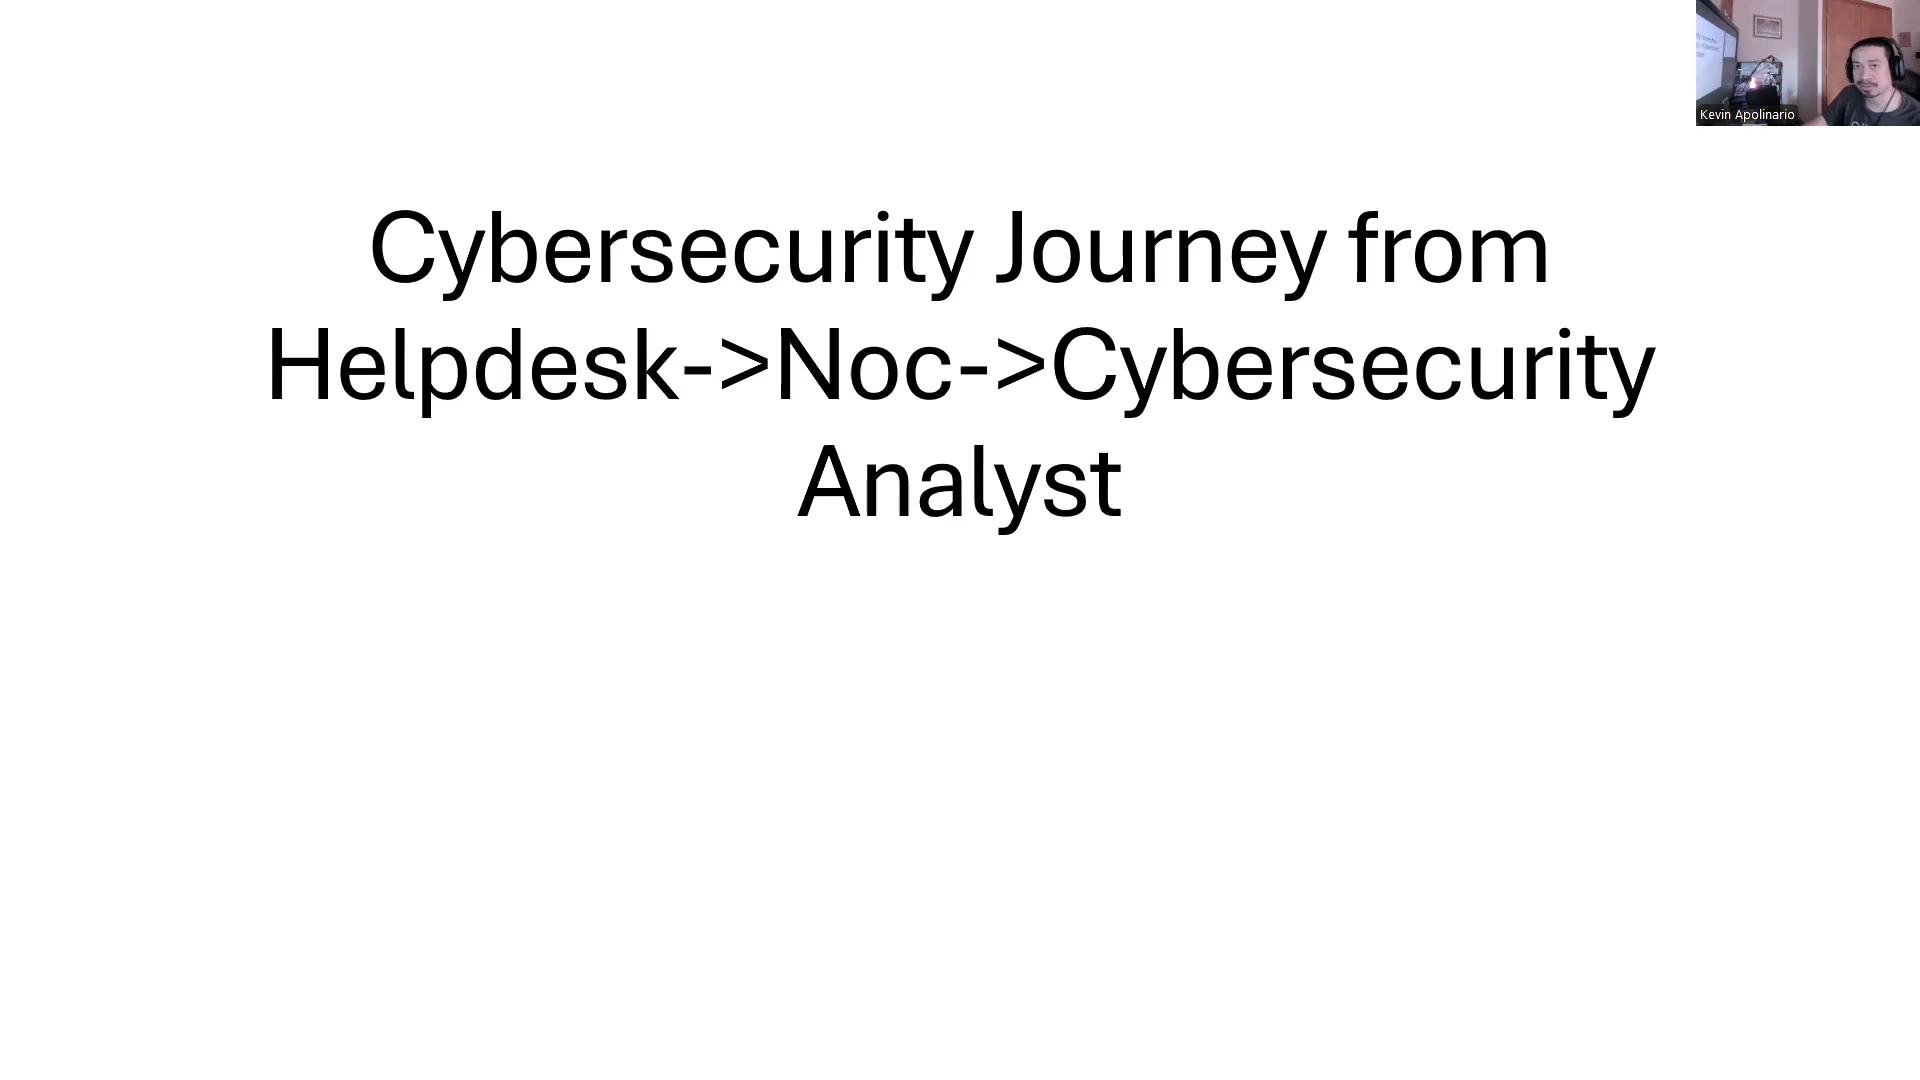 Kevin Apolinario
Cybersecurity Journey from
Helpdesk->Noc->Cybersecurity
Analyst